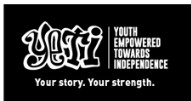 YETI
YOUTH
EMPOWERED
TOWARDS
INDEPENDENCE
Your story. Your strength.